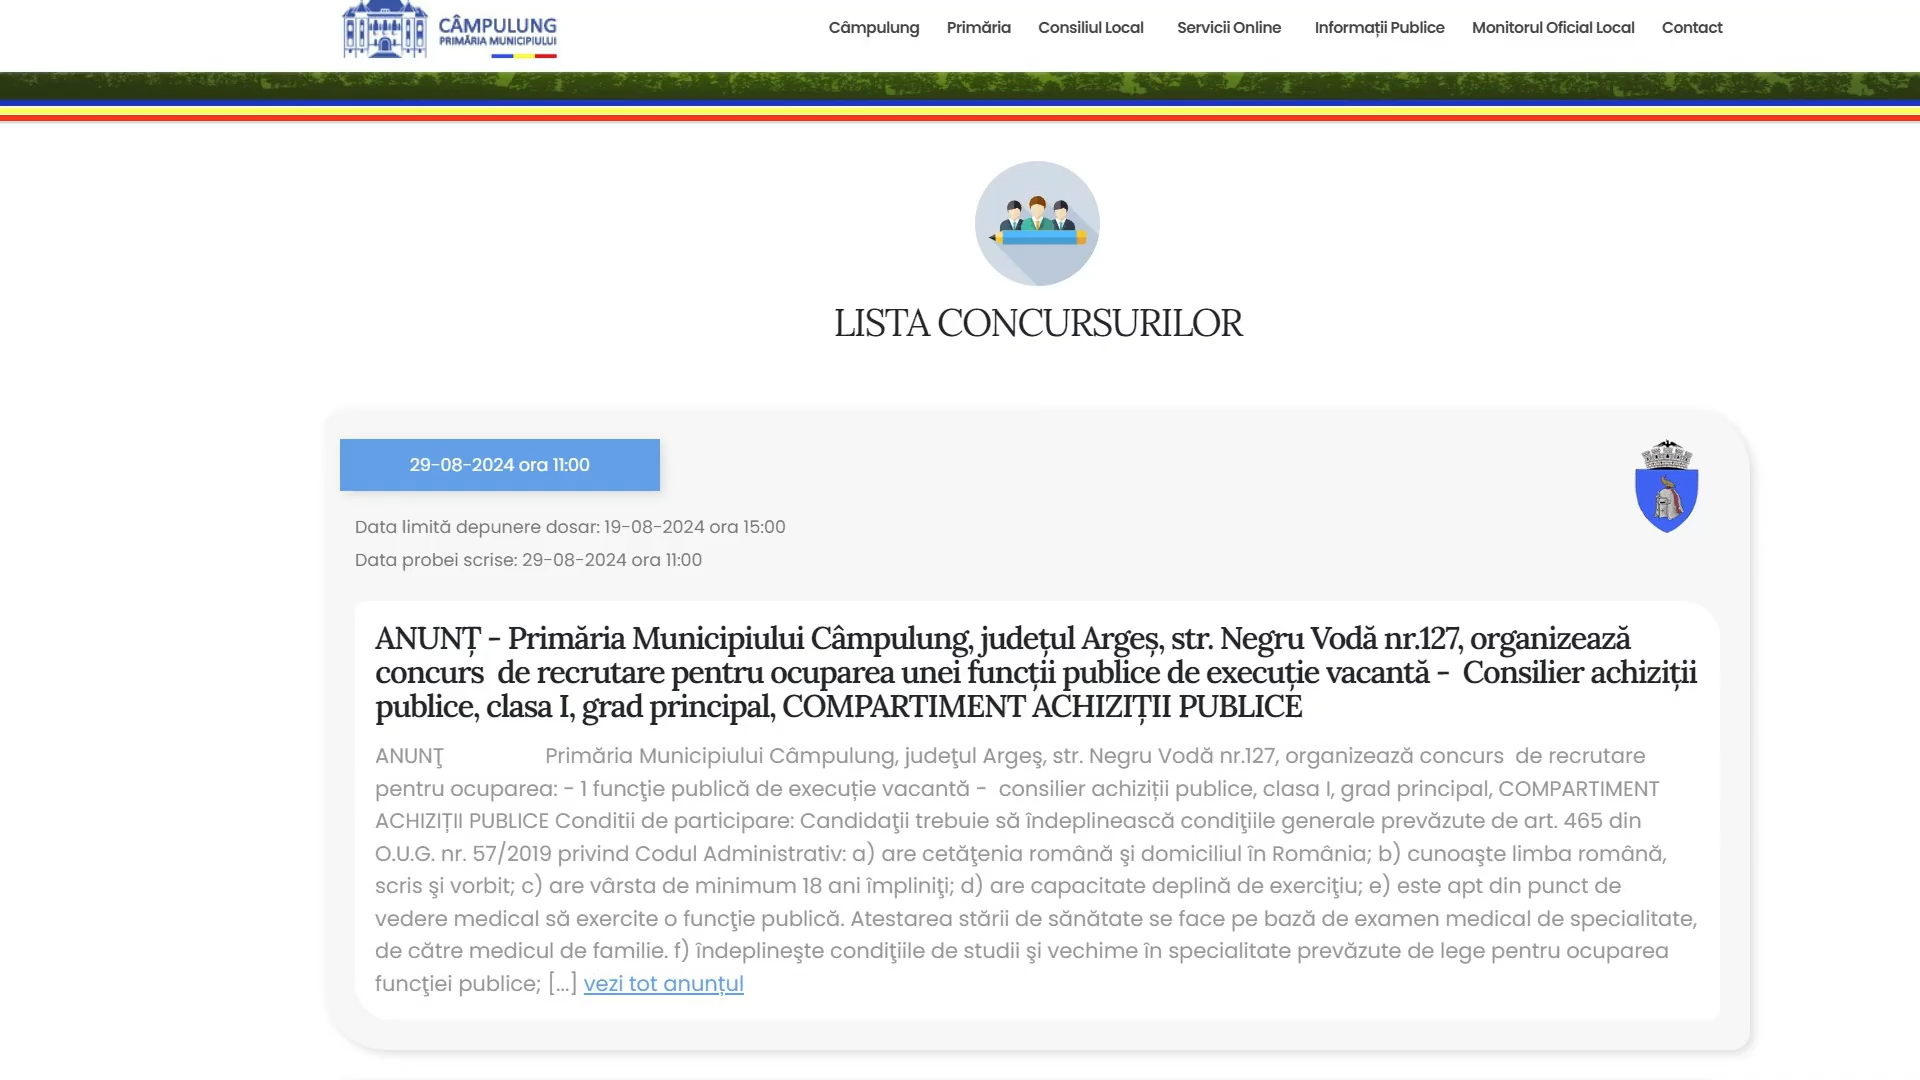 CÂMPULUNG
PRIMĂRIA MUNICIPIULUI
Câmpulung Primăria Consiliul Local Servicii Online Informații Publice Monitorul Oficial Local Contact
LISTA CONCURSURILOR
29-08-2024 ora 11:00
Data limită depunere dosar: 19-08-2024 ora 15:00
Data probei scrise: 29-08-2024 ora 11:00
ANUNȚ - Primăria Municipiului Câmpulung, județul Argeș, str. Negru Vodă nr.127, organizează
concurs de recrutare pentru ocuparea unei funcții publice de execuție vacantă - Consilier achiziții
publice, clasa I, grad principal, COMPARTIMENT ACHIZIȚII PUBLICE
ANUNŢ Primăria Municipiului Câmpulung, judeţul Argeş, str. Negru Vodă nr.127, organizează concurs de recrutare
pentru ocuparea: - 1 funcţie publică de execuție vacantă - consilier achiziții publice, clasa I, grad principal, COMPARTIMENT
ACHIZIȚII PUBLICE Conditii de participare: Candidaţii trebuie să îndeplinească condiţiile generale prevăzute de art. 465 din
O.U.G. nr. 57/2019 privind Codul Administrativ: a) are cetăţenia română şi domiciliul în România; b) cunoaşte limba română,
scris şi vorbit; c) are vârsta de minimum 18 ani împliniţi; d) are capacitate deplină de exerciţiu; e) este apt din punct de
vedere medical să exercite o funcţie publică. Atestarea stării de sănătate se face pe bază de examen medical de specialitate,
de către medicul de familie. f) îndeplineşte condiţiile de studii şi vechime în specialitate prevăzute de lege pentru ocuparea
funcţiei publice; [...] vezi tot anunțul